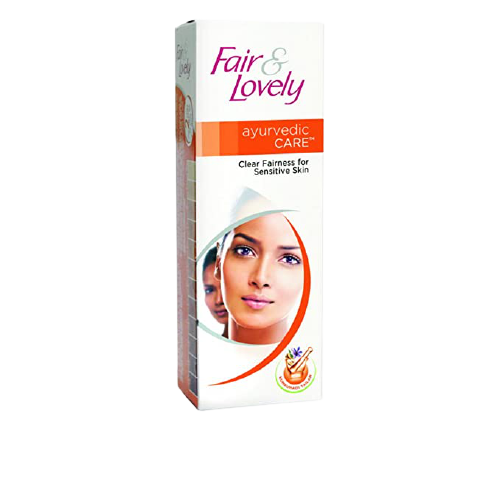 Fair &
Lovely
ayurvedic
CARE™
Clear Fairness for
Sensitive Skin